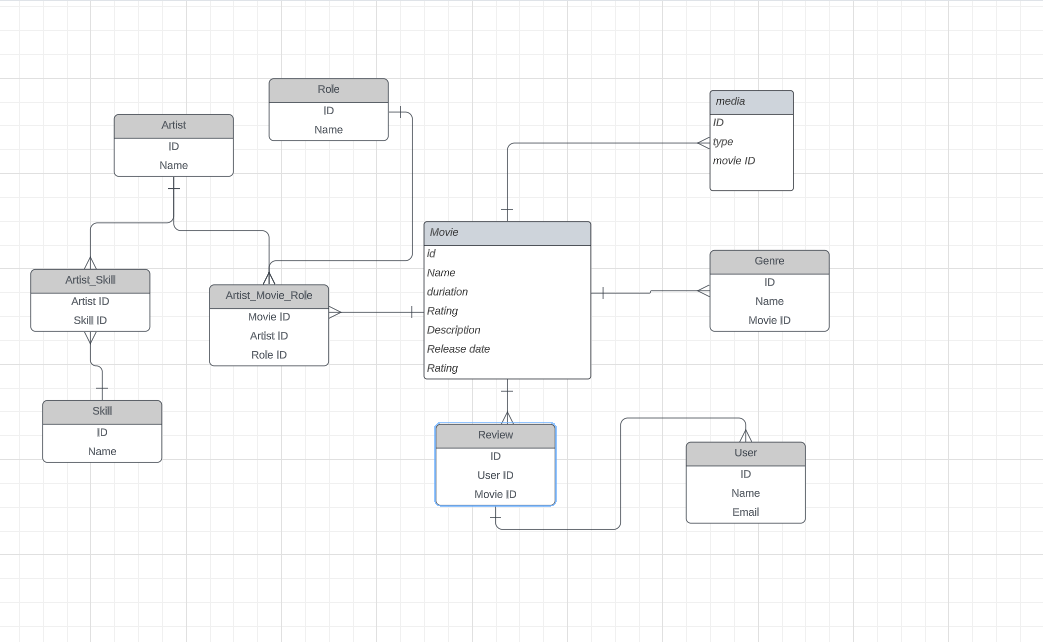 Role
ID
Name
Artist
ID
Name
media
ID
type
movie ID
Movie
id
Name
duriation
Rating
Description
Release date
Rating
Genre
ID
Name
Movie ID
Artist_Skill
Artist ID
Skill ID
Artist_Movie_Role
Movie ID
Artist ID
Role ID
Skill
ID
Name
Review
ID
User ID
Movie ID
User
ID
Name
Email